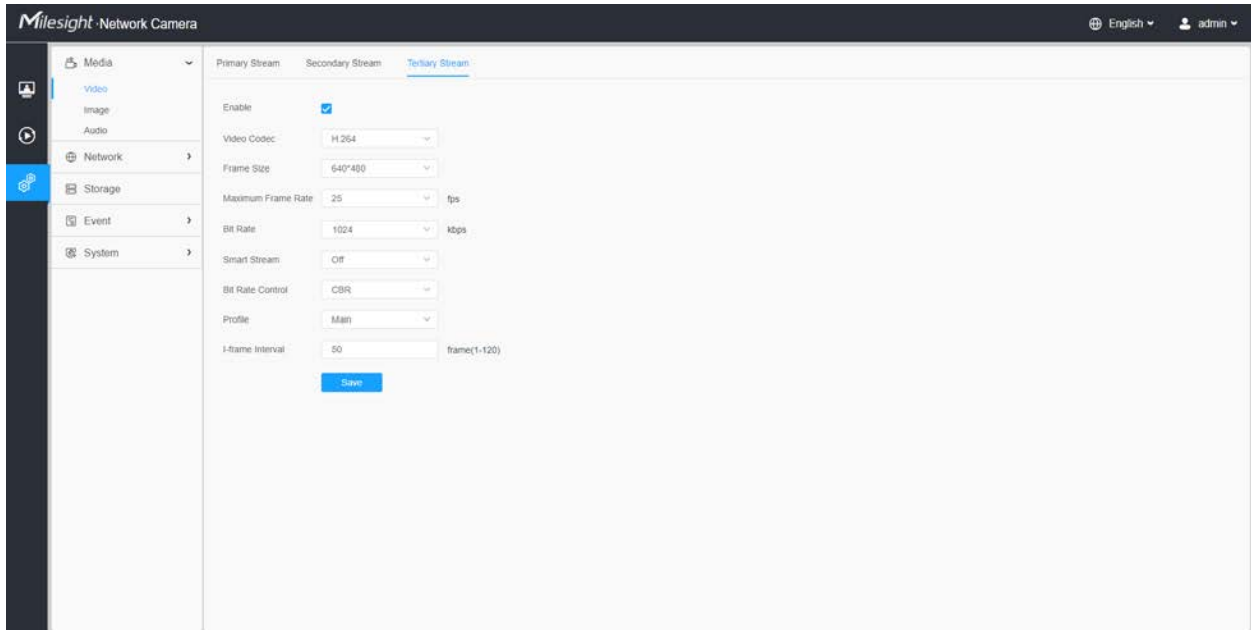 Milesight Network Camera
English
admin
Media
Video
Image
Audio
Network
Storage
Event
System
Primary Stream Secondary Stream Tertiary Stream
Enable
Video Codec H.264
Frame Size 640*480
Maximum Frame Rate 25 fps
Bit Rate 1024 kbps
Smart Stream Off
Bit Rate Control CBR
Profile Main
I-frame Interval 50 frame(1-120)
Save